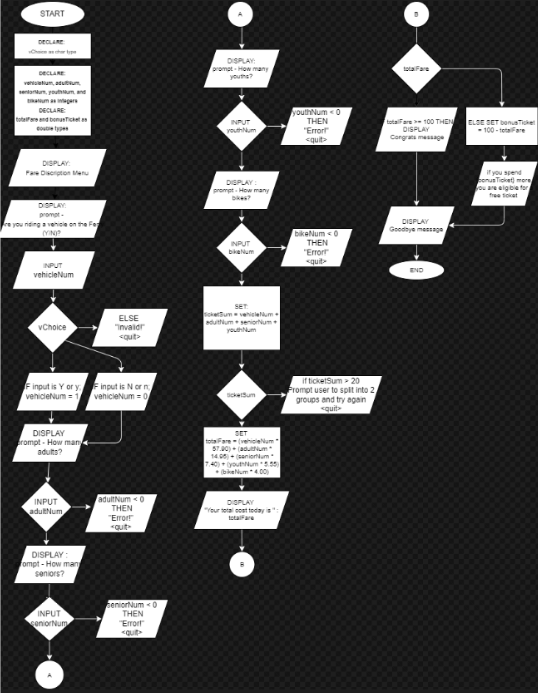 START
DECLARE:
vChoice as char type
DECLARE:
vehicleNum, adultNum,
seniorNum, youthNum, and
bikeNum as integers
DECLARE:
totalFare and bonusTicket as
double types
DISPLAY:
Fare Discription Menu
DISPLAY:
prompt -
re you riding a vehicle on the Fer
(Y/N)?
INPUT
vehicleNum
vChoice
ELSE
"invalid!"
<quit>
F input is Y or y;
vehicleNum = 1
F input is N or n;
vehicleNum = 0
DISPLAY
prompt - How many
adults?
INPUT
adultNum
adultNum < 0
THEN
"Error!"
<quit>
DISPLAY :
rompt - How many
seniors?
INPUT
seniorNum
seniorNum < 0
THEN
"Error!"
<quit>
A
A
DISPLAY:
prompt - How many
youths?
INPUT
youthNum
youthNum < 0
THEN
"Error!"
<quit>
DISPLAY :
prompt - How many
bikes?
INPUT
bikeNum
bikeNum < 0
THEN
"Error!"
<quit>
SET:
ticketSum = vehicleNum +
adultNum + seniorNum +
youthNum
ticketSum
if ticketSum > 20
Prompt user to split into 2
groups and try again
<quit>
SET
totalFare = (vehicleNum *
57.90) + (adultNum *
14.95) + (saniorNum *
7.40) + (youthNum * 5.55)
+ (bikeNum * 4.00)
DISPLAY
"Your total cost today is " :
totalFare
B
B
totalFare
totalFare >= 100 THEN
DISPLAY
Congrats message
ELSE SET bonusTicket
= 100 - totalFare
if you spend
bonusTicket} more,
you are eligible for
free ticket
DISPLAY
Goodbye message
END